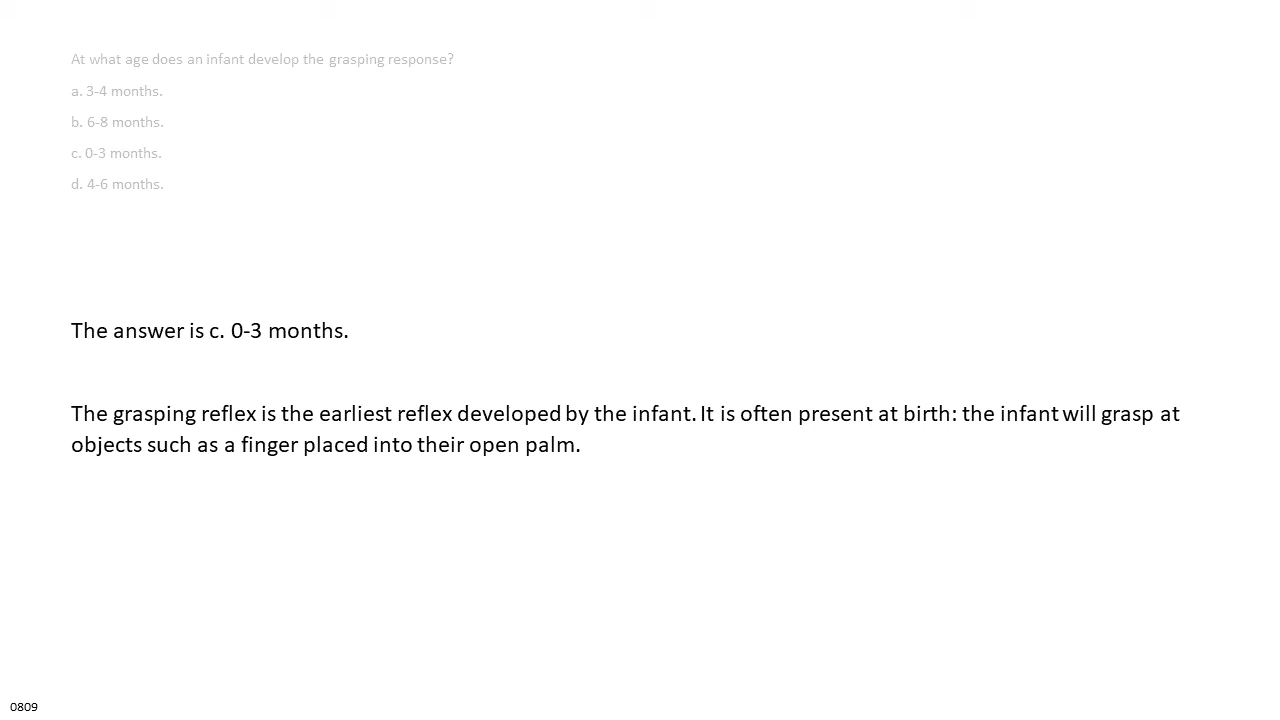 At what age does an infant develop the grasping response?
a. 3-4 months.
b. 6-8 months.
c. 0-3 months.
d. 4-6 months.
The answer is c. 0-3 months.
The grasping reflex is the earliest reflex developed by the infant. It is often present at birth: the infant will grasp at
objects such as a finger placed into their open palm.
0809